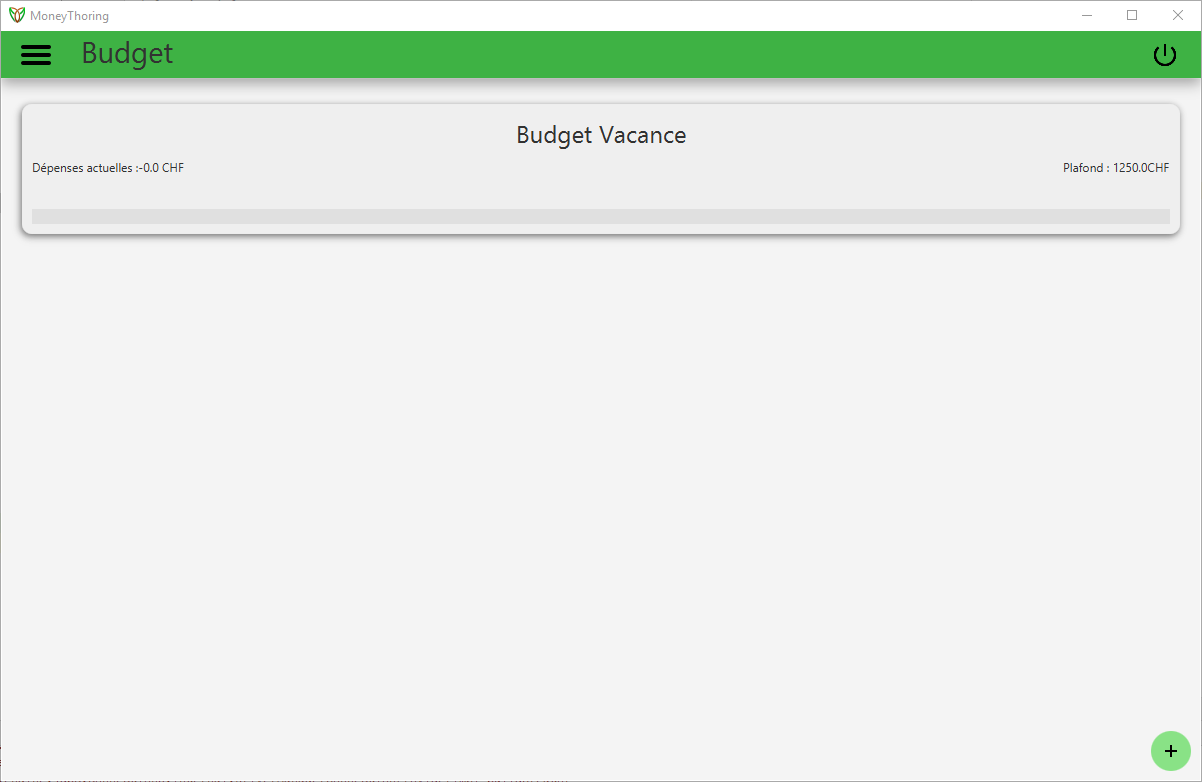 MoneyThoring
Budget
Budget Vacance
Dépenses actuelles :-0.0 CHF
Plafond : 1250.0CHF